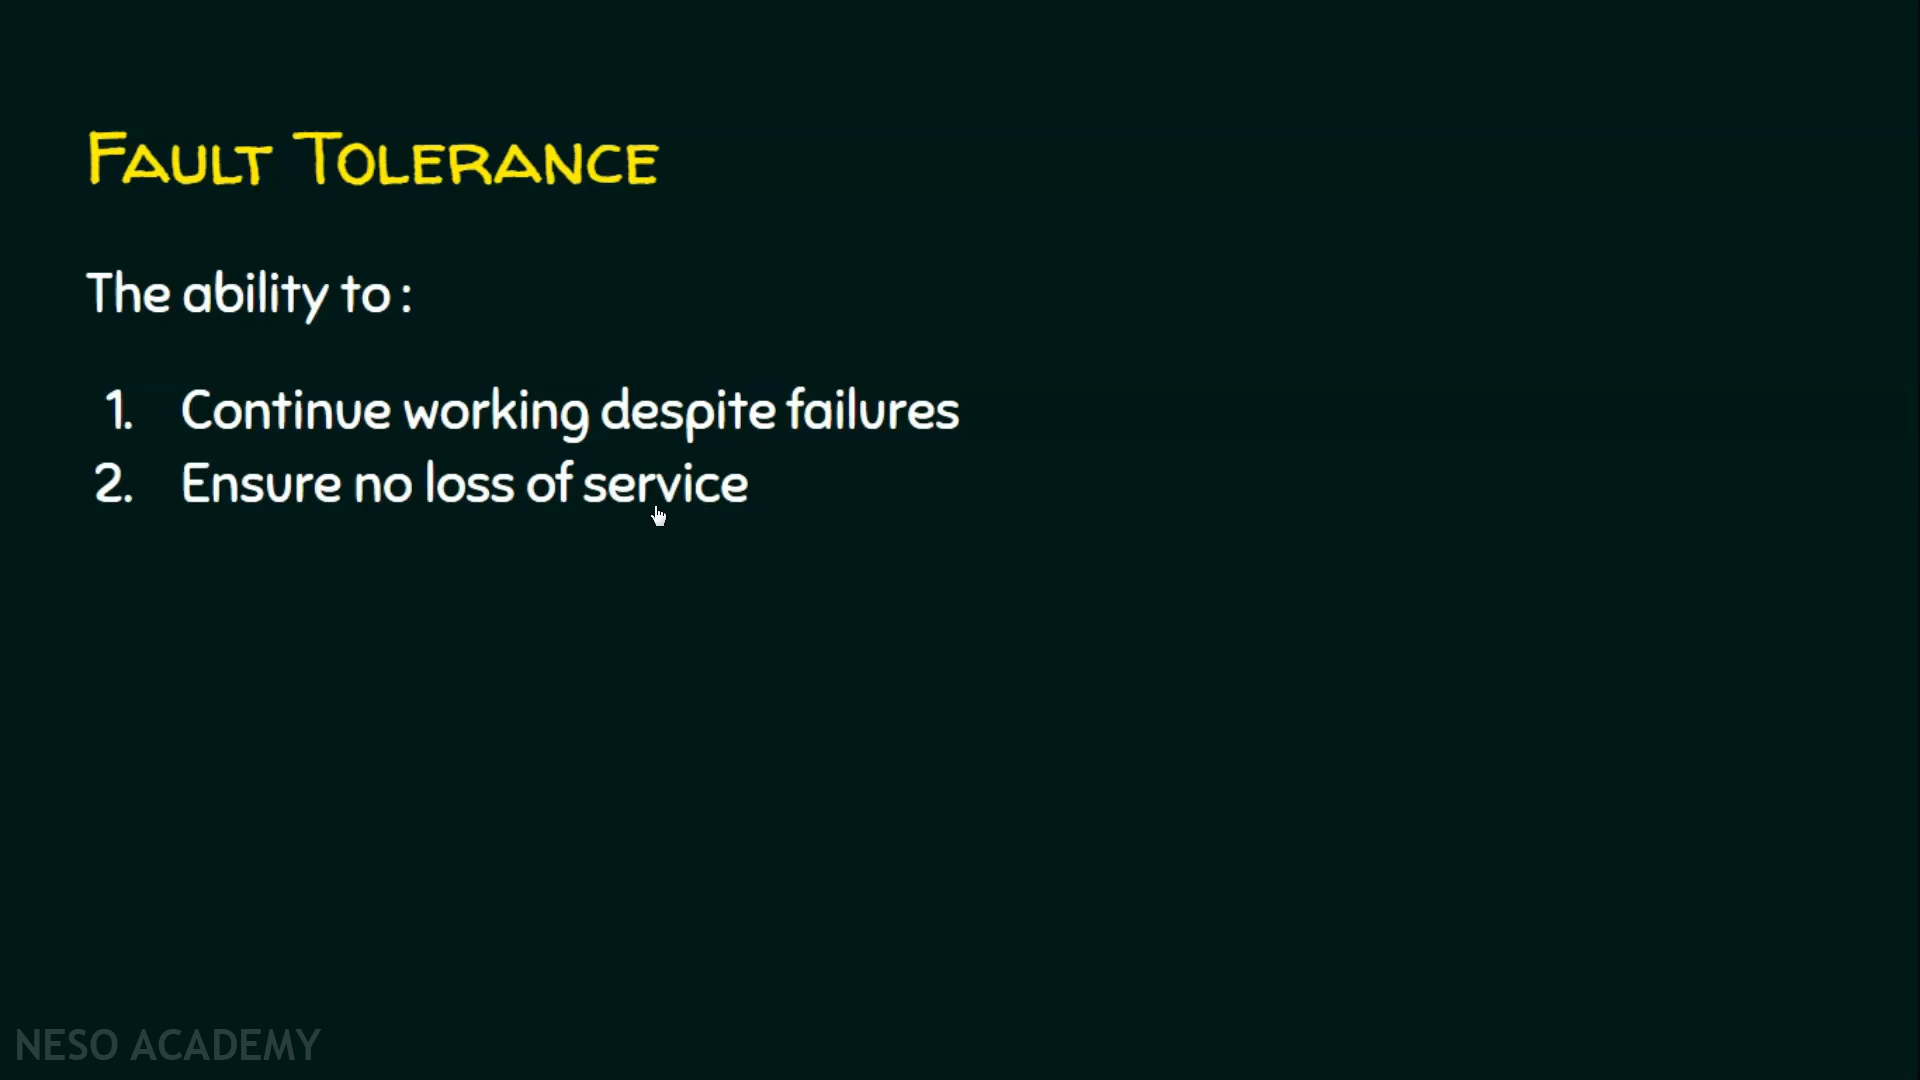 FAULT TOLERANCE
The ability to :
1. Continue working despite failures
2. Ensure no loss of service
NESO ACADEMY